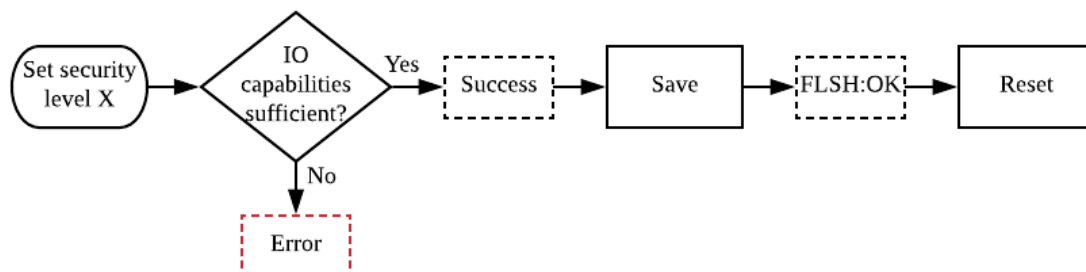 Set security
level X
IO
capabilities
sufficient?
Yes
Success
Save
FLSH:OK
Reset
No
Error